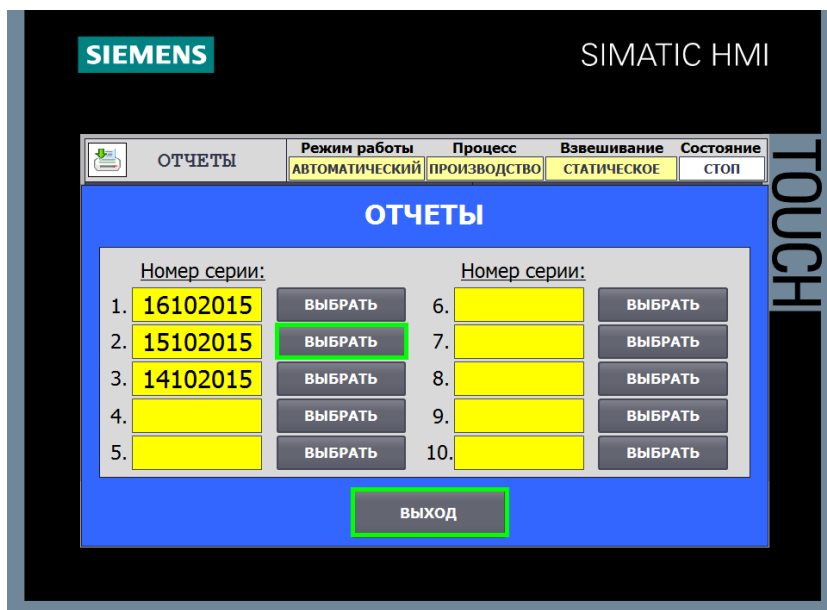 SIEMENS
SIMATIC HMI
TOUCH
ОТЧЕТЫ
Режим работы Процесс Взвешивание Состояние
АВТОМАТИЧЕСКИЙ ПРОИЗВОДСТВО СТАТИЧЕСКОЕ СТОП
ОТЧЕТЫ
Номер серии: Номер серии:
1. 16102015 ВЫБРАТЬ 6. ВЫБРАТЬ
2. 15102015 ВЫБРАТЬ 7. ВЫБРАТЬ
3. 14102015 ВЫБРАТЬ 8. ВЫБРАТЬ
4. ВЫБРАТЬ 9. ВЫБРАТЬ
5. ВЫБРАТЬ 10. ВЫБРАТЬ
ВЫХОД